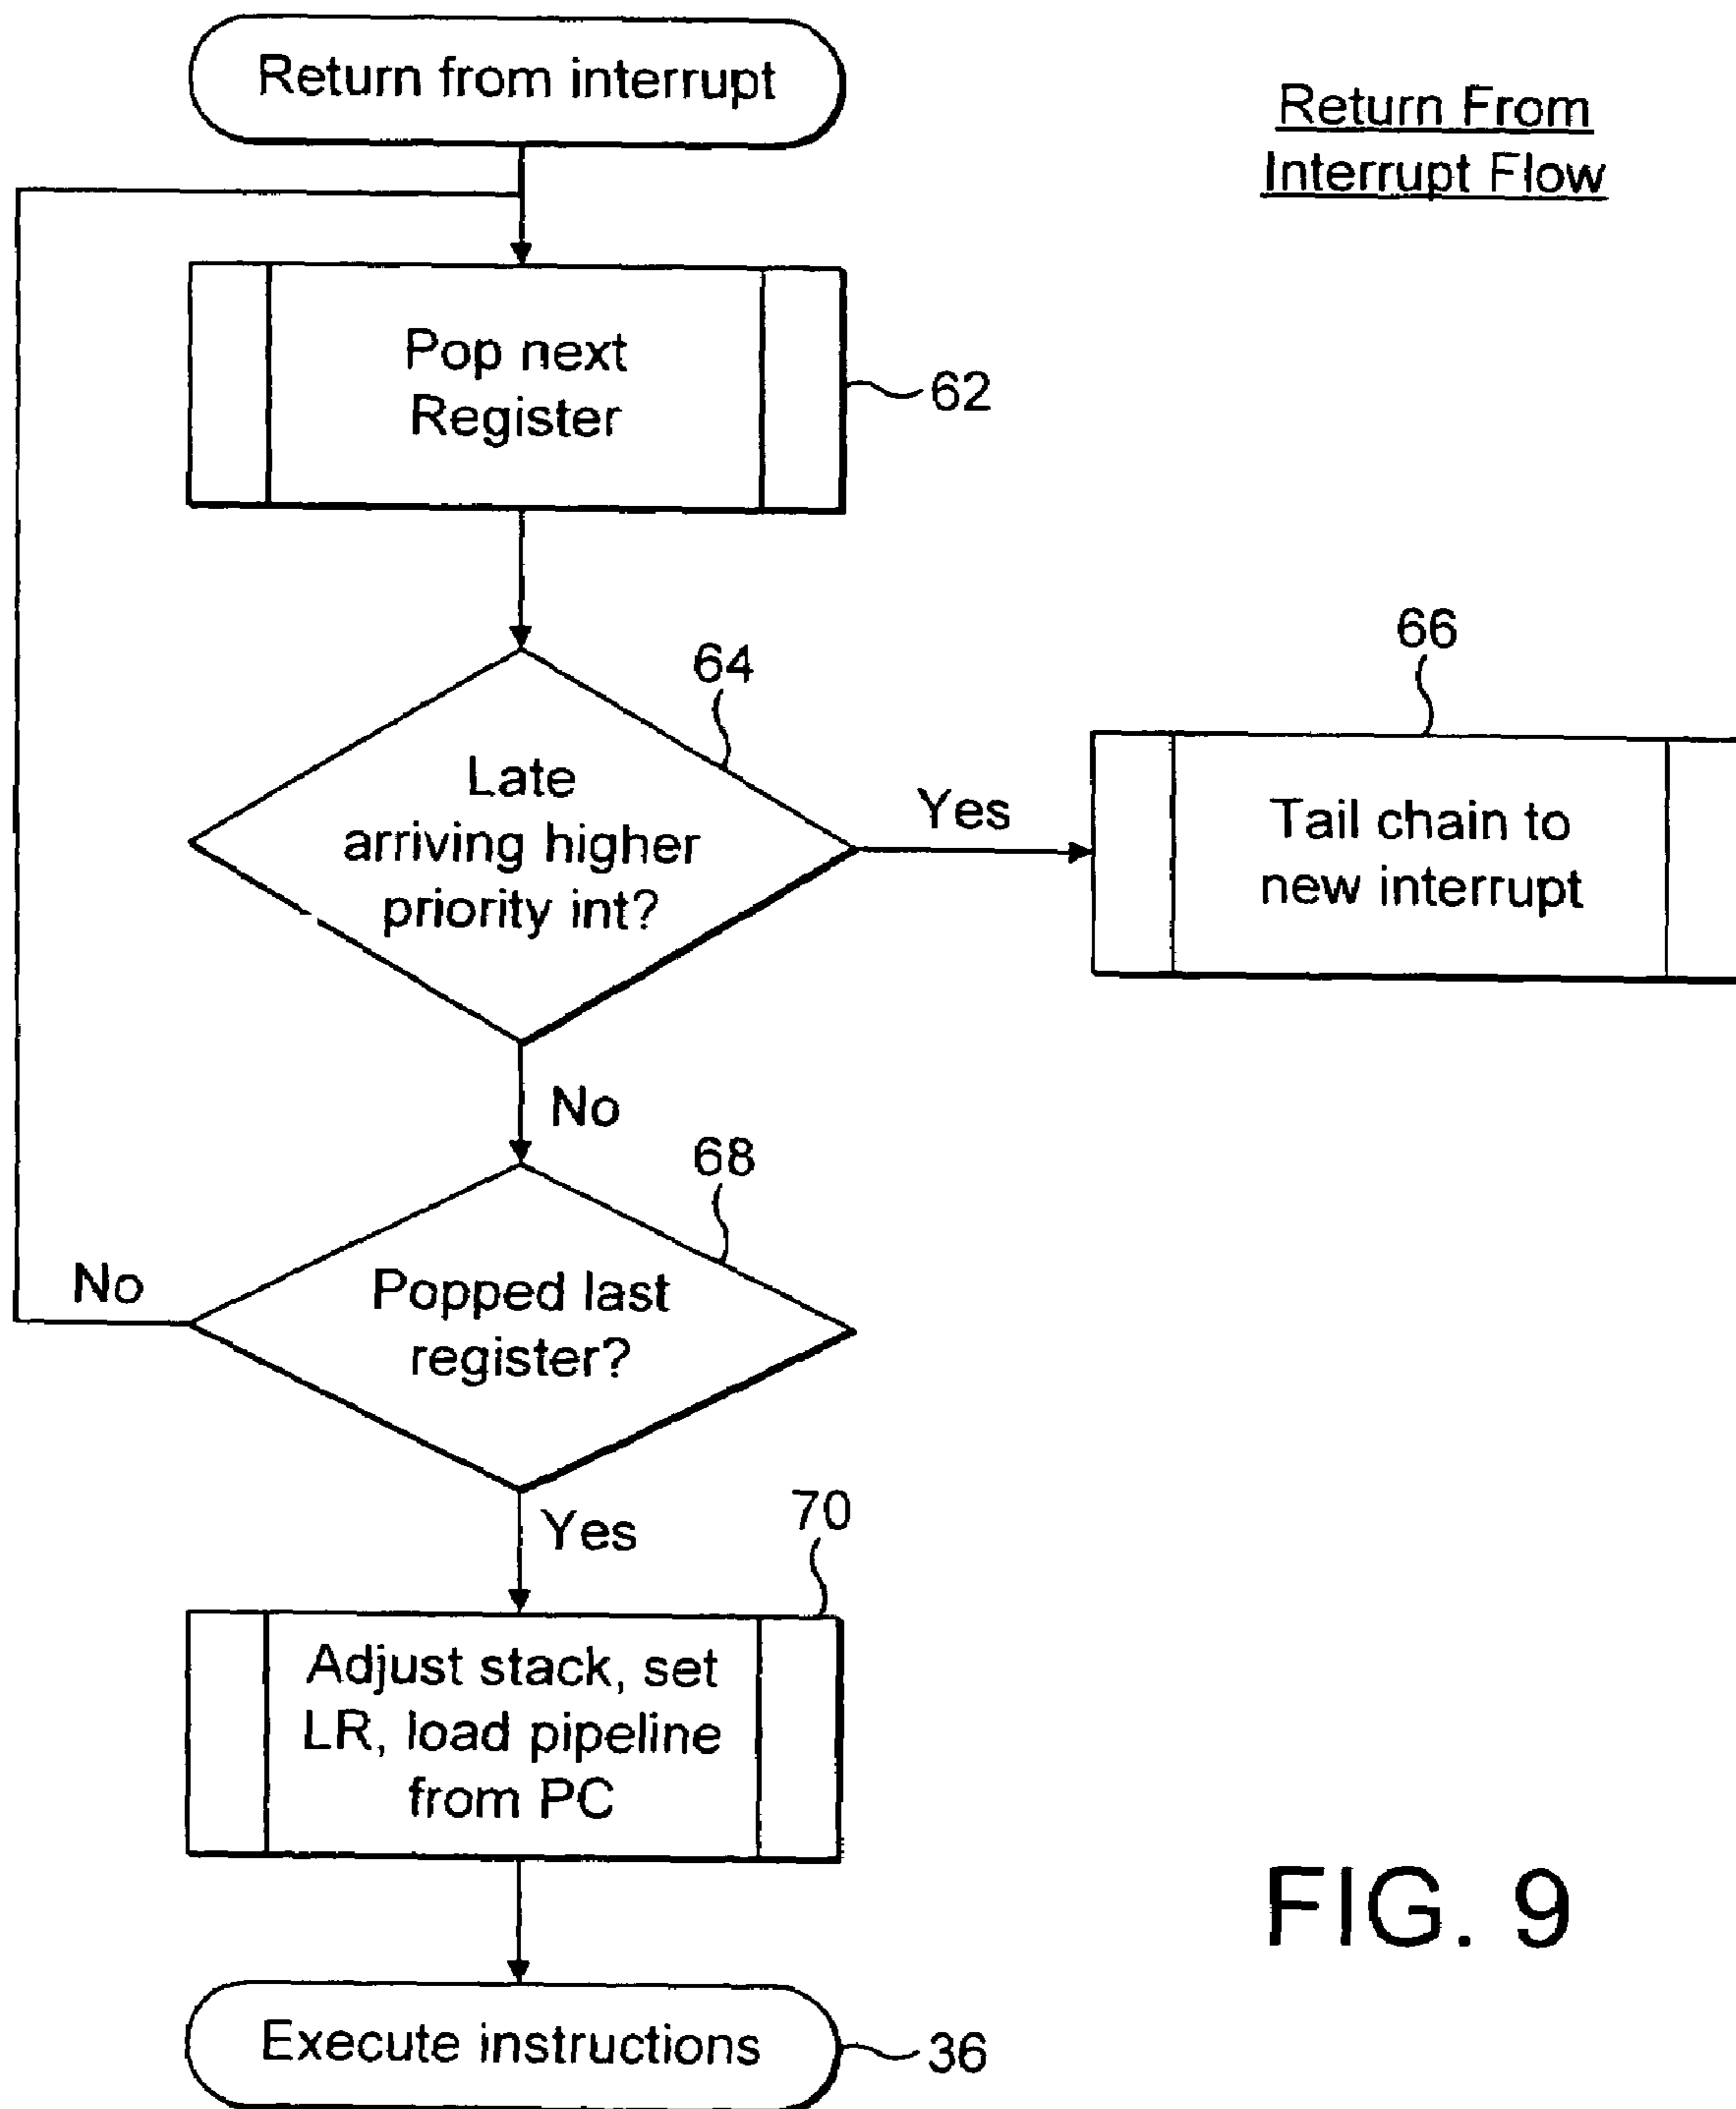 Return from interrupt
Return From
Interrupt Flow
Pop next
Register
62
64
66
Late
arriving higher
priority int?
Yes
Tail chain to
new interrupt
No
68
No
Popped last
register?
Yes
70
Adjust stack, set
LR, load pipeline
from PC
FIG. 9
Execute instructions
36